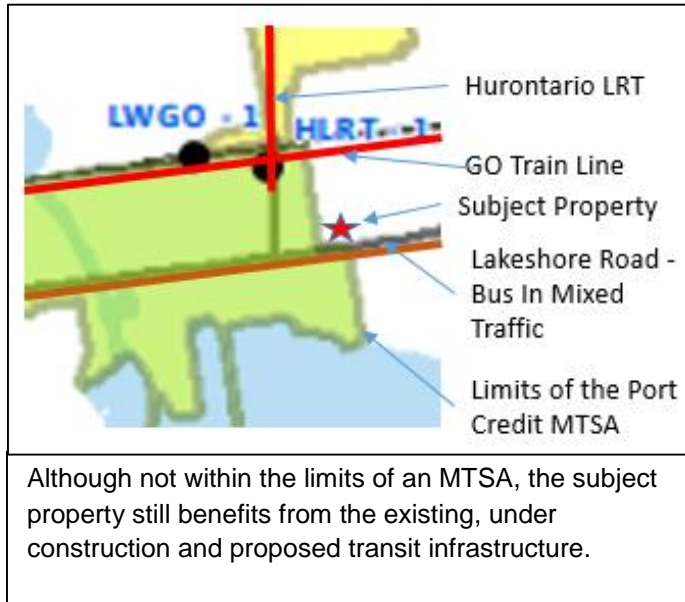 LWGO - 1
HLRT - 1
Hurontario LRT
GO Train Line
Subject Property
Lakeshore Road -
Bus In Mixed
Traffic
Limits of the Port
Credit MTSA
Although not within the limits of an MTSA, the subject
property still benefits from the existing, under
construction and proposed transit infrastructure.